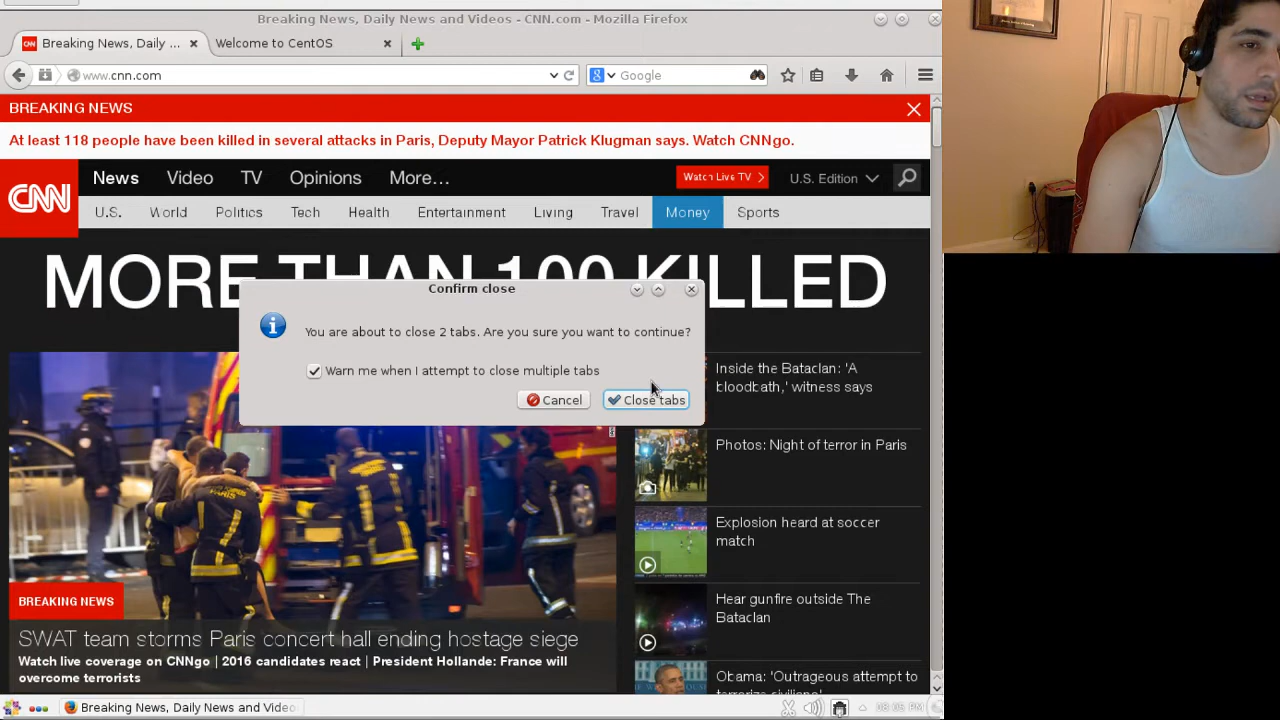 Breaking News, Daily News and Videos - CNN.com - Mozilla Firefox
Breaking News, Daily ...
Welcome to CentOS
www.cnn.com
Google
BREAKING NEWS
At least 118 people have been killed in several attacks in Paris, Deputy Mayor Patrick Klugman says. Watch CNNgo.
CNN
News
Video
TV
Opinions
More...
Watch Live TV
U.S. Edition
U.S.
World
Politics
Tech
Health
Entertainment
Living
Travel
Money
Sports
MORE THAN 100 KILLED
Confirm close
You are about to close 2 tabs. Are you sure you want to continue?
Warn me when I attempt to close multiple tabs
Cancel
Close tabs
Inside the Bataclan: 'A
bloodbath,' witness says
Photos: Night of terror in Paris
Explosion heard at soccer
match
Hear gunfire outside The
Bataclan
Obama: 'Outrageous attempt to
terrorize civilians'
BREAKING NEWS
SWAT team storms Paris concert hall ending hostage siege
Watch live coverage on CNNgo | 2016 candidates react | President Hollande: France will
overcome terrorists
Breaking News, Daily News and Video
08:05 PM